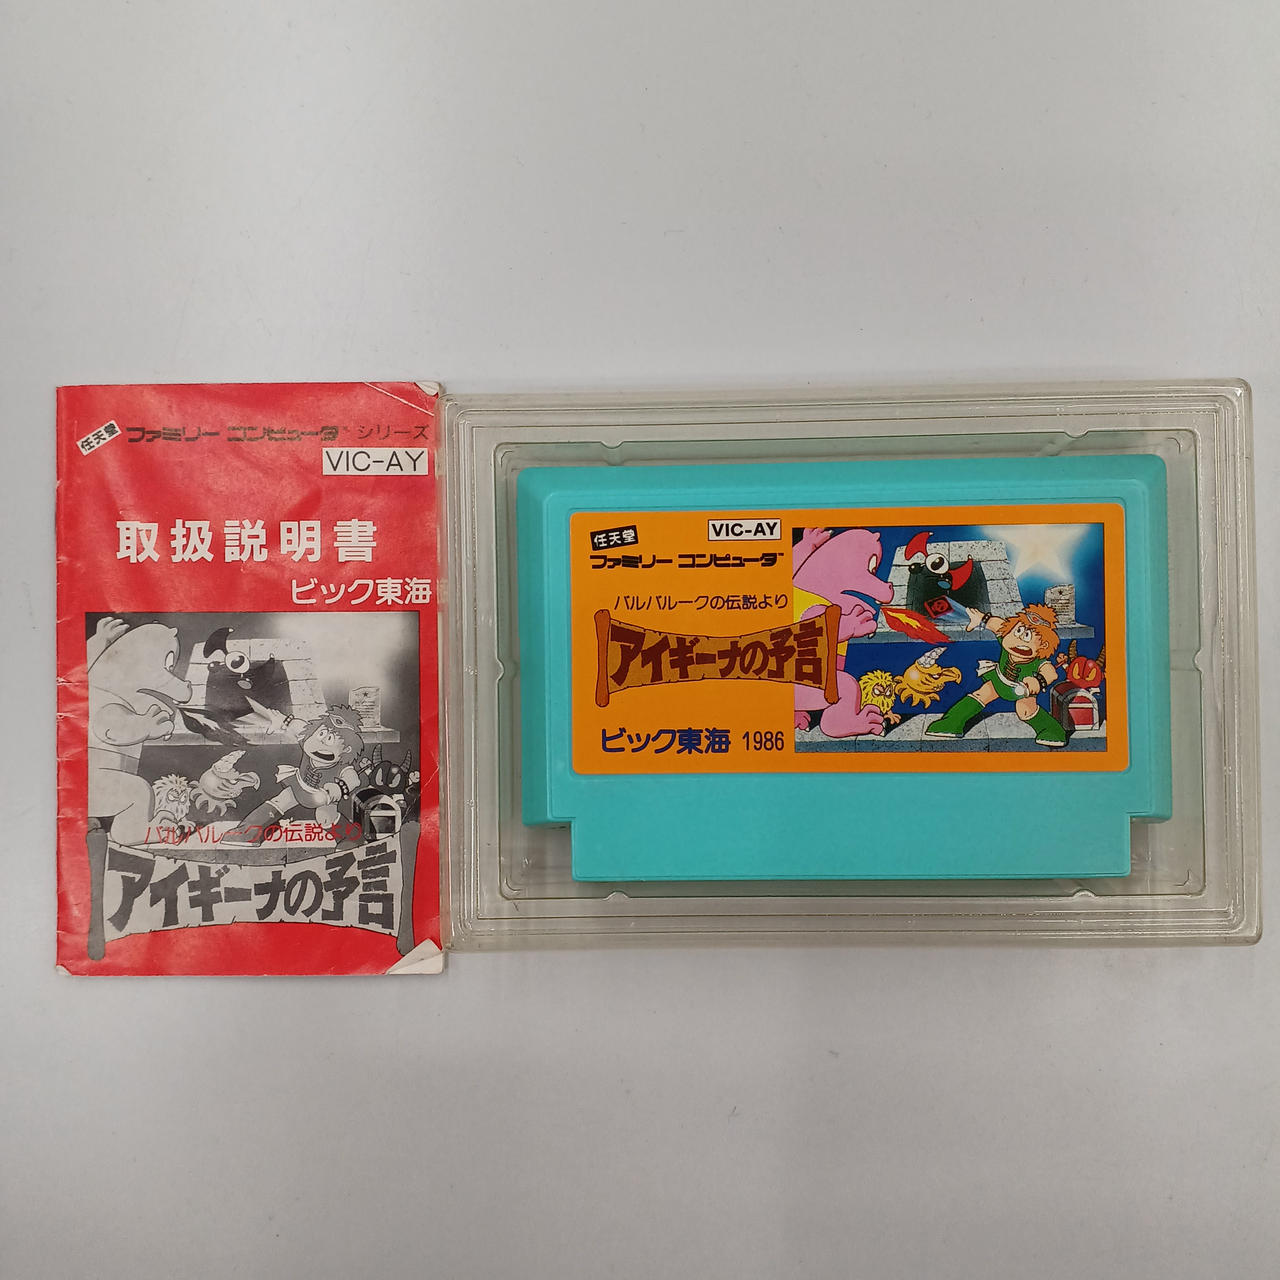 任天堂
ファミリー コンピュータ™ シリーズ
VIC-AY
取扱説明書
ビック東海
バルバルークの伝説より
アイギーナの予言
任天堂
VIC-AY
ファミリー コンピュータ™
バルバルークの伝説より
アイギーナの予言
ビック東海 1986